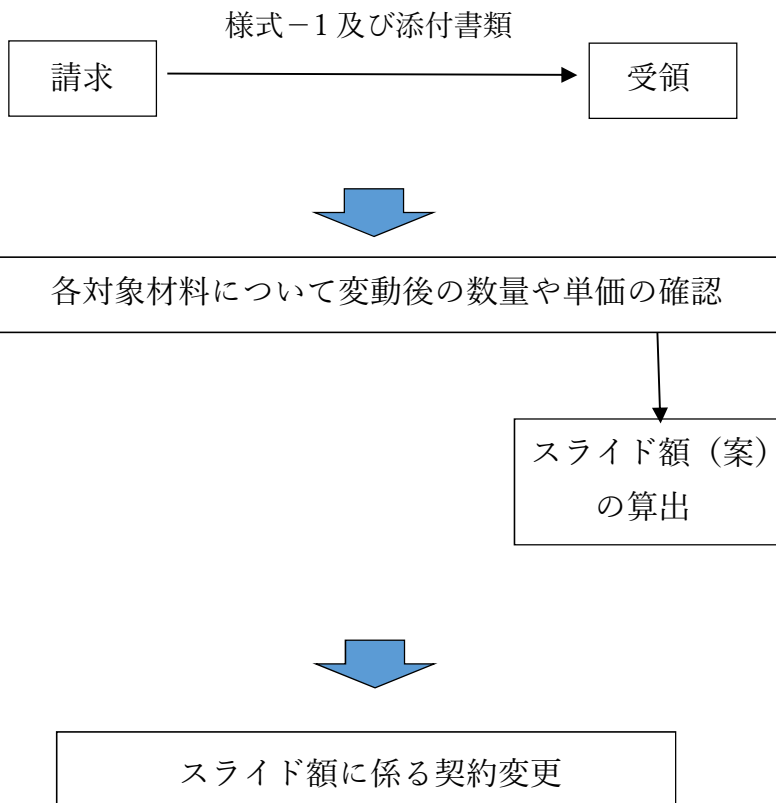 様式－1 及び添付書類
請求
受領
各対象材料について変動後の数量や単価の確認
スライド額（案）
の算出
スライド額に係る契約変更